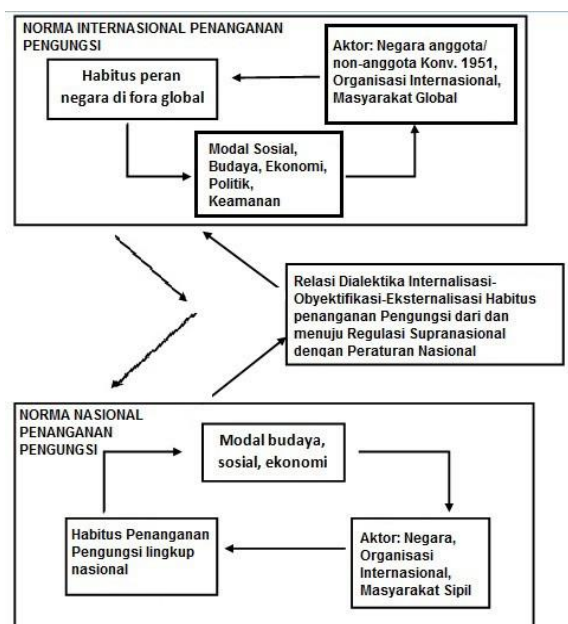 NORMA INTERNASIONAL PENANGANAN
PENGUNGSI
Habitus peran
negara di fora global
Aktor: Negara anggota/
non-anggota Konv. 1951,
Organisasi Internasional,
Masyarakat Global
Modal Sosial,
Budaya, Ekonomi,
Politik,
Keamanan
Relasi Dialektika Internalisasi-
Obyektifikasi-Eksternalisasi Habitus
penanganan Pengungsi dari dan
menuju Regulasi Supranasional
dengan Peraturan Nasional
NORMA NASIONAL
PENANGANAN
PENGUNGSI
Modal budaya,
sosial, ekonomi
Habitus Penanganan
Pengungsi lingkup
nasional
Aktor: Negara,
Organisasi
Internasional,
Masyarakat Sipil